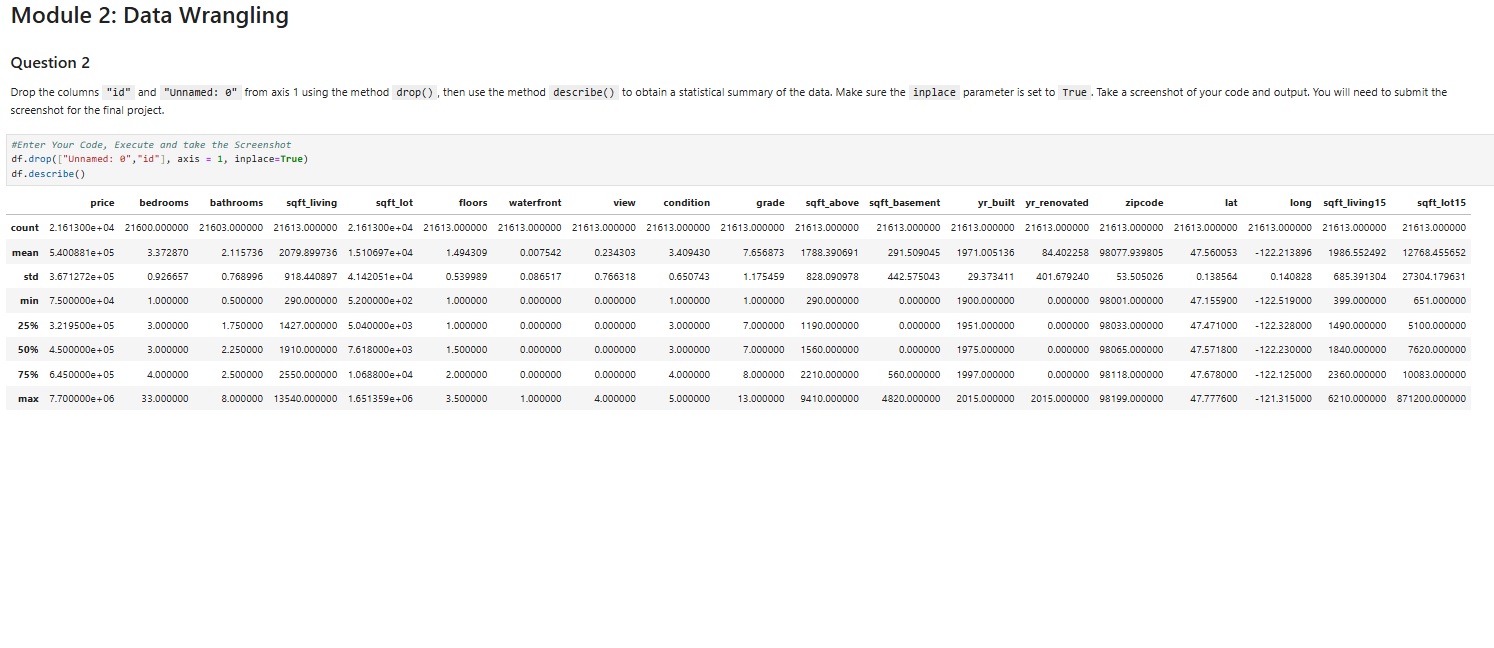 Module 2: Data Wrangling
Question 2
Drop the columns "id" and "Unnamed: 0" from axis 1 using the method drop(), then use the method describe() to obtain a statistical summary of the data. Make sure the inplace parameter is set to True. Take a screenshot of your code and output. You will need to submit the
screenshot for the final project.
#Enter Your Code, Execute and take the Screenshot
df.drop(["Unnamed: 0","id"], axis = 1, inplace=True)
df.describe()
price bedrooms bathrooms sqft_living sqft_lot floors waterfront view condition grade sqft_above sqft_basement yr_built yr_renovated zipcode lat long sqft_living15 sqft_lot15
count 2.161300e+04 21600.000000 21603.000000 21613.000000 2.161300e+04 21613.000000 21613.000000 21613.000000 21613.000000 21613.000000 21613.000000 21613.000000 21613.000000 21613.000000 21613.000000 21613.000000 21613.000000 21613.000000 21613.000000
mean 5.400881e+05 3.372870 2.115736 2079.899736 1.510697e+04 1.494309 0.007542 0.234303 3.409430 7.656873 1788.390691 291.509045 1971.005136 84.402258 98077.939805 47.560053 -122.213896 1986.552492 12768.455652
std 3.671272e+05 0.926657 0.768996 918.440897 4.142051e+04 0.539989 0.086517 0.766318 0.650743 1.175459 828.090978 442.575043 29.373411 401.679240 53.505026 0.138564 0.140828 685.391304 27304.179631
min 7.500000e+04 1.000000 0.500000 290.000000 5.200000e+02 1.000000 0.000000 0.000000 1.000000 1.000000 290.000000 0.000000 1900.000000 0.000000 98001.000000 47.155900 -122.519000 399.000000 651.000000
25% 3.219500e+05 3.000000 1.750000 1427.000000 5.040000e+03 1.000000 0.000000 0.000000 3.000000 7.000000 1190.000000 0.000000 1951.000000 0.000000 98033.000000 47.471000 -122.328000 1490.000000 5100.000000
50% 4.500000e+05 3.000000 2.250000 1910.000000 7.618000e+03 1.500000 0.000000 0.000000 3.000000 7.000000 1560.000000 0.000000 1975.000000 0.000000 98065.000000 47.571800 -122.230000 1840.000000 7620.000000
75% 6.450000e+05 4.000000 2.500000 2550.000000 1.068800e+04 2.000000 0.000000 0.000000 4.000000 8.000000 2210.000000 560.000000 1997.000000 0.000000 98118.000000 47.678000 -122.125000 2360.000000 10083.000000
max 7.700000e+06 33.000000 8.000000 13540.000000 1.651359e+06 3.500000 1.000000 4.000000 5.000000 13.000000 9410.000000 4820.000000 2015.000000 2015.000000 98199.000000 47.777600 -121.315000 6210.000000 871200.000000